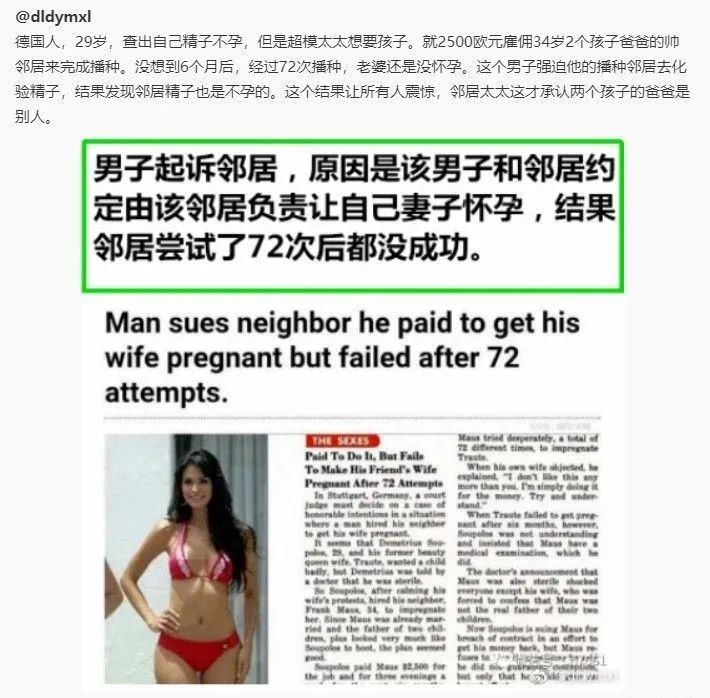 @dldymxl
德国人，29岁，查出自己精子不孕，但是超模太太想要孩子。就2500欧元雇佣34岁2个孩子爸爸的帅
邻居来完成播种。没想到6个月后，经过72次播种，老婆还是没怀孕。这个男子强迫他的播种邻居去化
验精子，结果发现邻居精子也是不孕的。这个结果让所有人震惊，邻居太太这才承认两个孩子的爸爸是
别人。
男子起诉邻居，原因是该男子和邻居约
定由该邻居负责让自己妻子怀孕，结果
邻居尝试了72次后都没成功。
Man sues neighbor he paid to get his
wife pregnant but failed after 72
attempts.
THE SEXES
Paid To Do It, But Fails
To Make His Friend's Wife
Pregnant After 72 Attempts
In Stuttgart, Germany, a court
judge must decide on a case of
honorable intentions in a situation
where a man hired his neighbor
to get his wife pregnant.
It seems that Demetrius Sou-
polos, 29, and his former beauty
queen wife, Traute, wanted a child
badly, but Demetrius was told by
a doctor that he was sterile.
So Soupolos, after calming his
wife's protests, hired his neighbor,
Frank Maus, 34, to impregnate
her. Since Maus was already mar-
ried and the father of two chil-
dren, plus looked very much like
Soupolos to boot, the plan seemed
good.
Soupolos paid Maus $2,500 for
the job and for three evenings a
Maus tried desperately, a total of
72 different times, to impregnate
Traute.
When his own wife objected, he
explained, "I don't like this any
more than you. I'm simply doing it
for the money. Try and under-
stand."
When Traute failed to get preg-
nant after six months, however,
Soupolos was not understanding
and insisted that Maus have a
medical examination, which he
did.
The doctor's announcement that
Maus was also sterile shocked
everyone except his wife, who was
forced to confess that Maus was
not the real father of their two
children.
Now Soupolos is suing Maus for
breach of contract in an effort to
get his money back, but Maus re-
fuses to
he did
but only that he